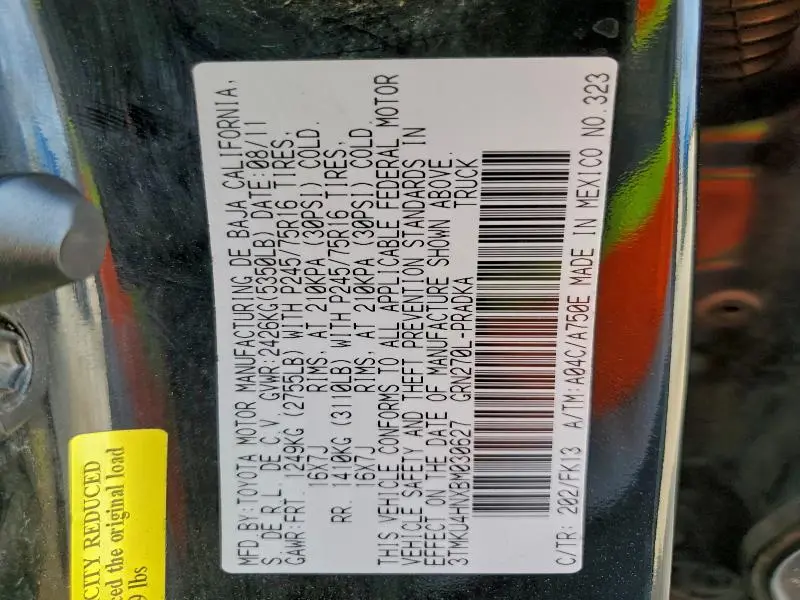 MFD.BY:TOYOTA MOTOR MANUFACTURING DE BAJA CALIFORNIA,
S. DE R.L. DE C.V. GVWR:2426KG(5350LB) DATE:08/11
GAWR:FRT. 1249KG (2755LB) WITH P245/75R16 TIRES,
16X7J RIMS, AT 210KPA (30PSI) COLD.
RR. 1410KG (3110LB) WITH P245/75R16 TIRES,
16X7J RIMS, AT 210KPA (30PSI) COLD.
THIS VEHICLE CONFORMS TO ALL APPLICABLE FEDERAL MOTOR
VEHICLE SAFETY AND THEFT PREVENTION STANDARDS IN
EFFECT ON THE DATE OF MANUFACTURE SHOWN ABOVE.
3TMKU4HNXBM030627 GRN270L-PRADKA TRUCK
C/TR: 202/FK13 A/TM:A04C/A750E MADE IN MEXICO NO. 323
CITY REDUCED
the original load
lbs